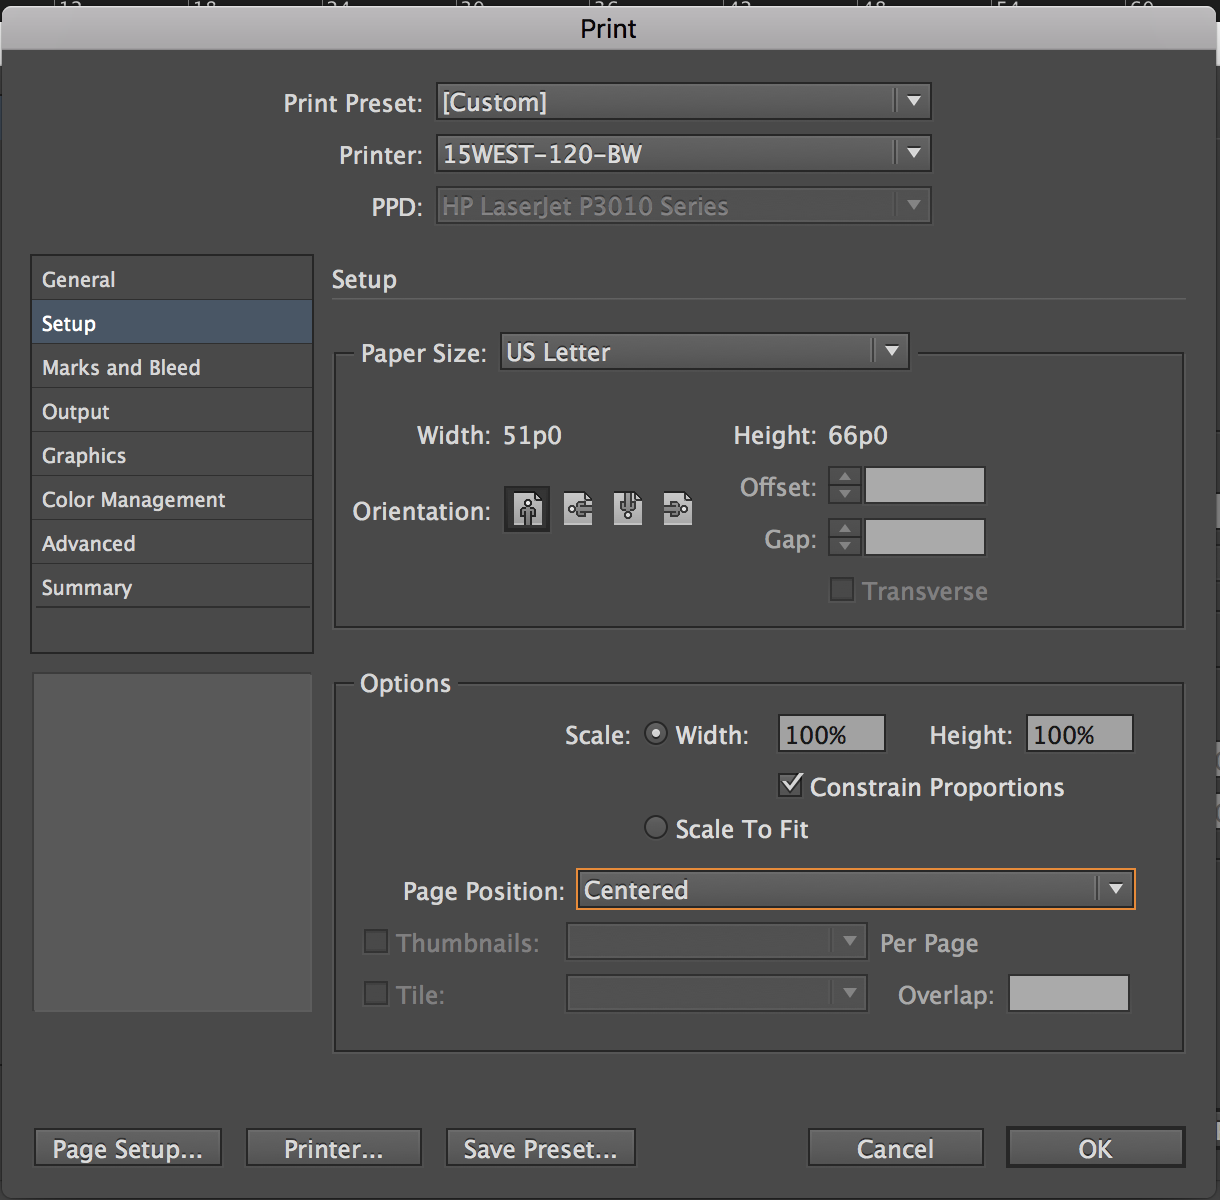 Print
Print Preset: [Custom]
Printer: 15WEST-120-BW
PPD: HP LaserJet P3010 Series
General
Setup
Marks and Bleed
Output
Graphics
Color Management
Advanced
Summary
Setup
Paper Size: US Letter
Width: 51p0 Height: 66p0
Orientation:
Offset:
Gap:
Transverse
Options
Scale: Width: 100% Height: 100%
Constrain Proportions
Scale To Fit
Page Position: Centered
Thumbnails: Per Page
Tile: Overlap:
Page Setup... Printer... Save Preset... Cancel OK